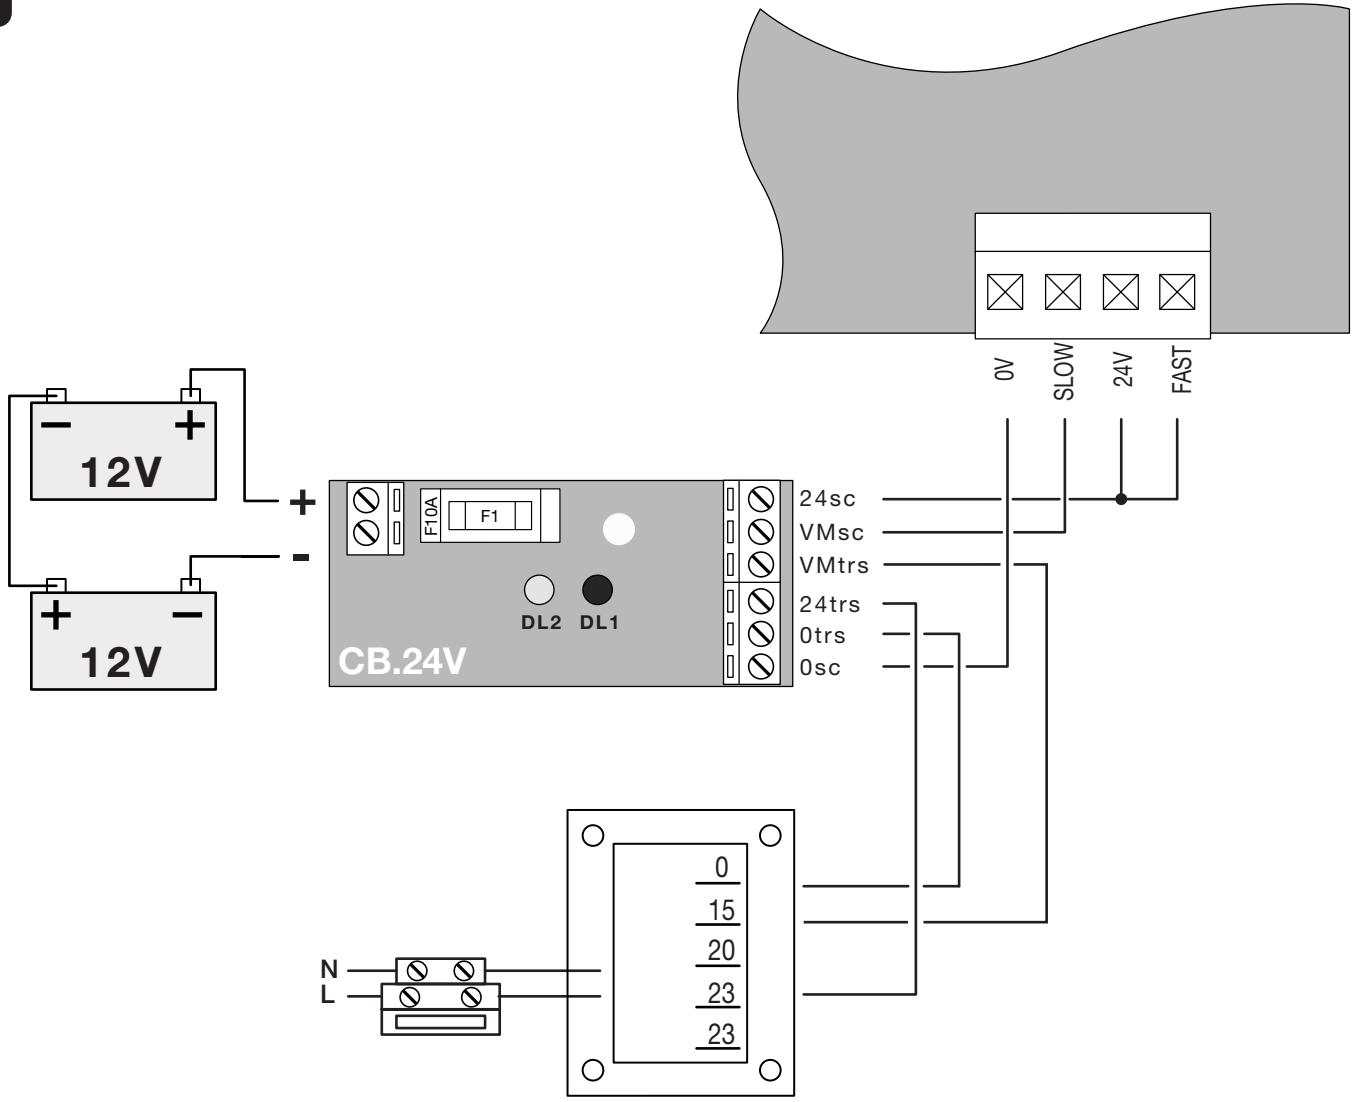 0V
SLOW
24V
FAST
− +
12V
+
-
+ −
12V
F10A
F1
DL2 DL1
CB.24V
24sc
VMsc
VMtrs
24trs
0trs
0sc
0
15
20
23
23
N
L